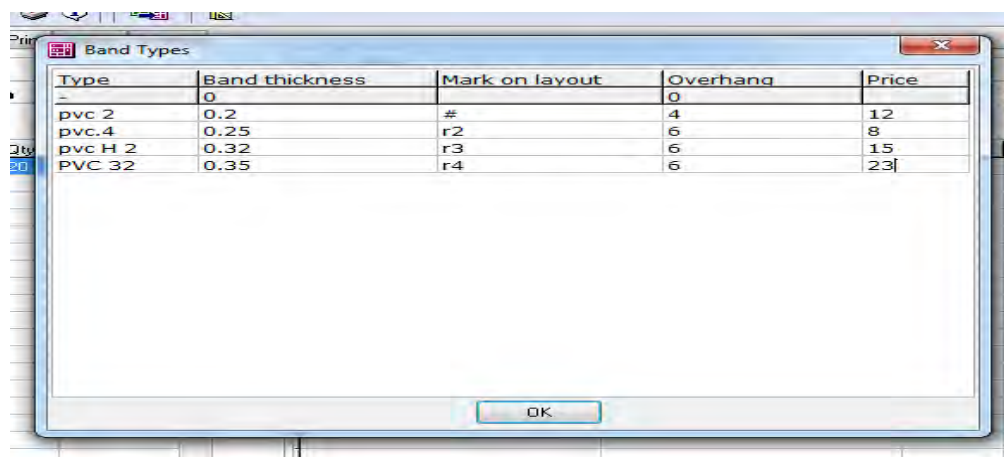 Band Types
Type Band thickness Mark on layout Overhang Price
- 0 0
pvc 2 0.2 # 4 12
pvc.4 0.25 r2 6 8
pvc H 2 0.32 r3 6 15
PVC 32 0.35 r4 6 23
OK